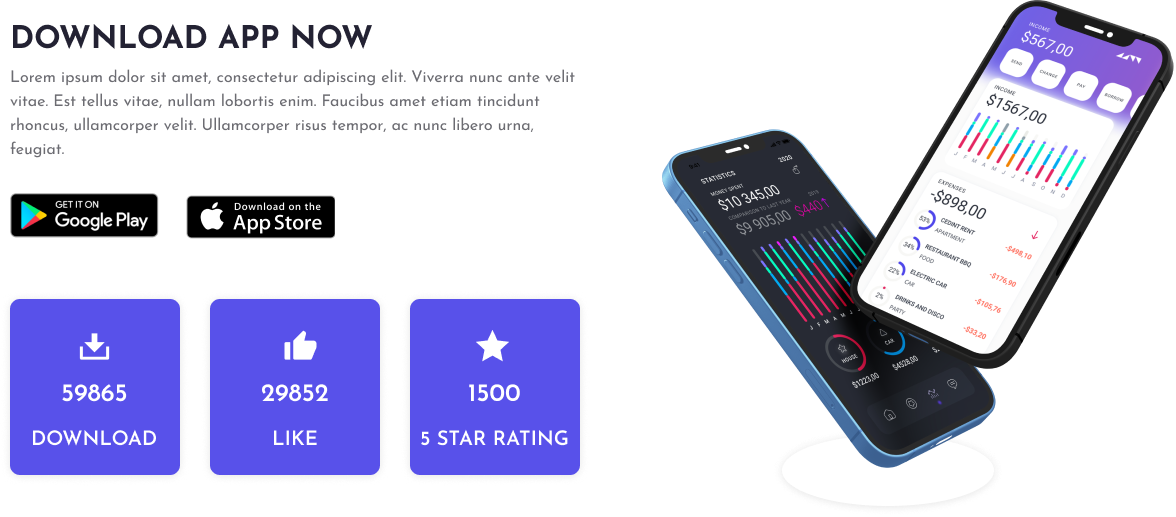 DOWNLOAD APP NOW
Lorem ipsum dolor sit amet, consectetur adipiscing elit. Viverra nunc ante velit
vitae. Est tellus vitae, nullam lobortis enim. Faucibus amet etiam tincidunt
rhoncus, ullamcorper velit. Ullamcorper risus tempor, ac nunc libero urna,
feugiat.
GET IT ON
Google Play
Download on the
App Store
59865
DOWNLOAD
29852
LIKE
1500
5 STAR RATING
STATISTICS
2020
MONEY SPENT
$10 345,00
COMPARISON TO LAST YEAR
2019
$9 905,00
$440↑
J F M A M J
HOUSE
CAR
$1223,00
$4528,00
INCOME
$567,00
SEND
CHANGE
PAY
BORROW
INCOME
$1567,00
J F M A M J J A S O N D
EXPENSES
-$898,00
53%
CEDINT RENT
APARTMENT
-$498,10
34%
RESTAURANT BBQ
FOOD
-$176,90
22%
ELECTRIC CAR
CAR
-$105,76
2%
DRINKS AND DISCO
PARTY
-$33,20